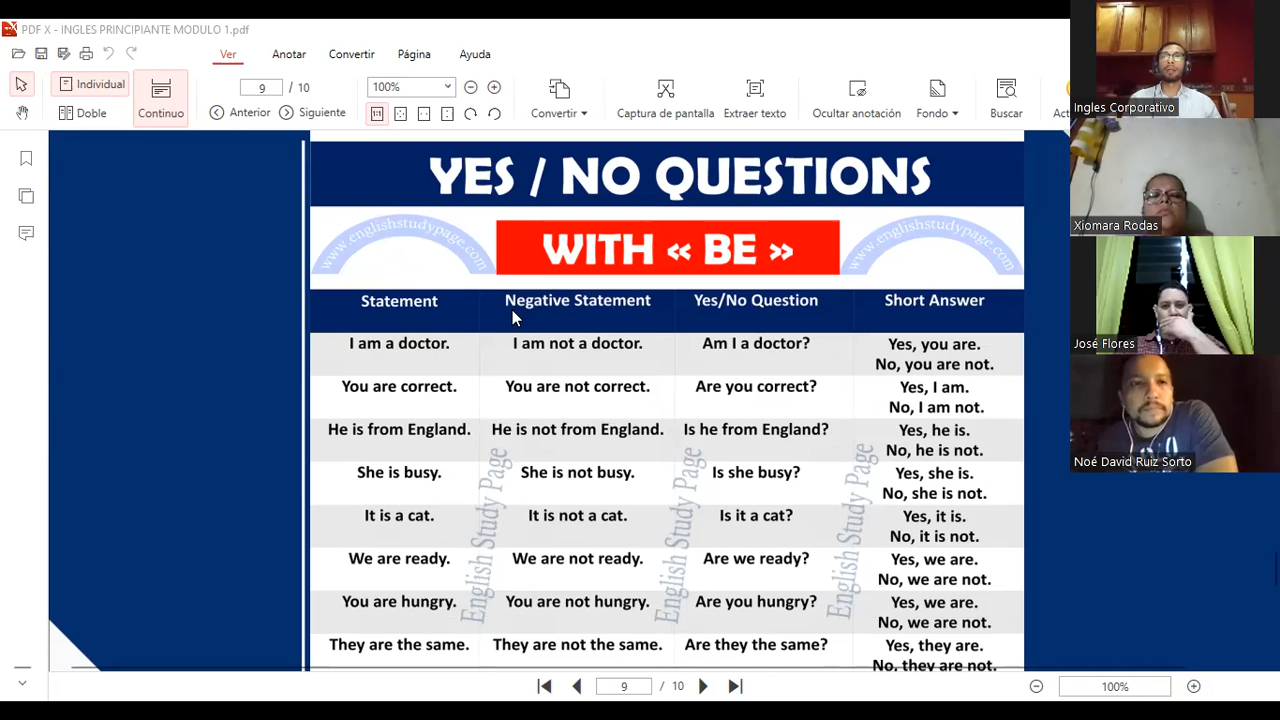 PDF X - INGLES PRINCIPIANTE MODULO 1.pdf
Ver Anotar Convertir Página Ayuda
Individual
Doble
Continuo
9 / 10
Anterior Siguiente
100%
1:1
Convertir
Captura de pantalla
Extraer texto
Ocultar anotación
Fondo
Buscar
YES / NO QUESTIONS
www.englishstudypage.com
WITH « BE »
www.englishstudypage.com
Statement Negative Statement Yes/No Question Short Answer
I am a doctor. I am not a doctor. Am I a doctor? Yes, you are.
No, you are not.
You are correct. You are not correct. Are you correct? Yes, I am.
No, I am not.
He is from England. He is not from England. Is he from England? Yes, he is.
No, he is not.
She is busy. She is not busy. Is she busy? Yes, she is.
No, she is not.
It is a cat. It is not a cat. Is it a cat? Yes, it is.
No, it is not.
We are ready. We are not ready. Are we ready? Yes, we are.
No, we are not.
You are hungry. You are not hungry. Are you hungry? Yes, we are.
No, we are not.
They are the same. They are not the same. Are they the same? Yes, they are.
No, they are not.
English Study Page
English Study Page
English Study Page
9 / 10
100%
Ingles Corporativo
Xiomara Rodas
José Flores
Noé David Ruiz Sorto